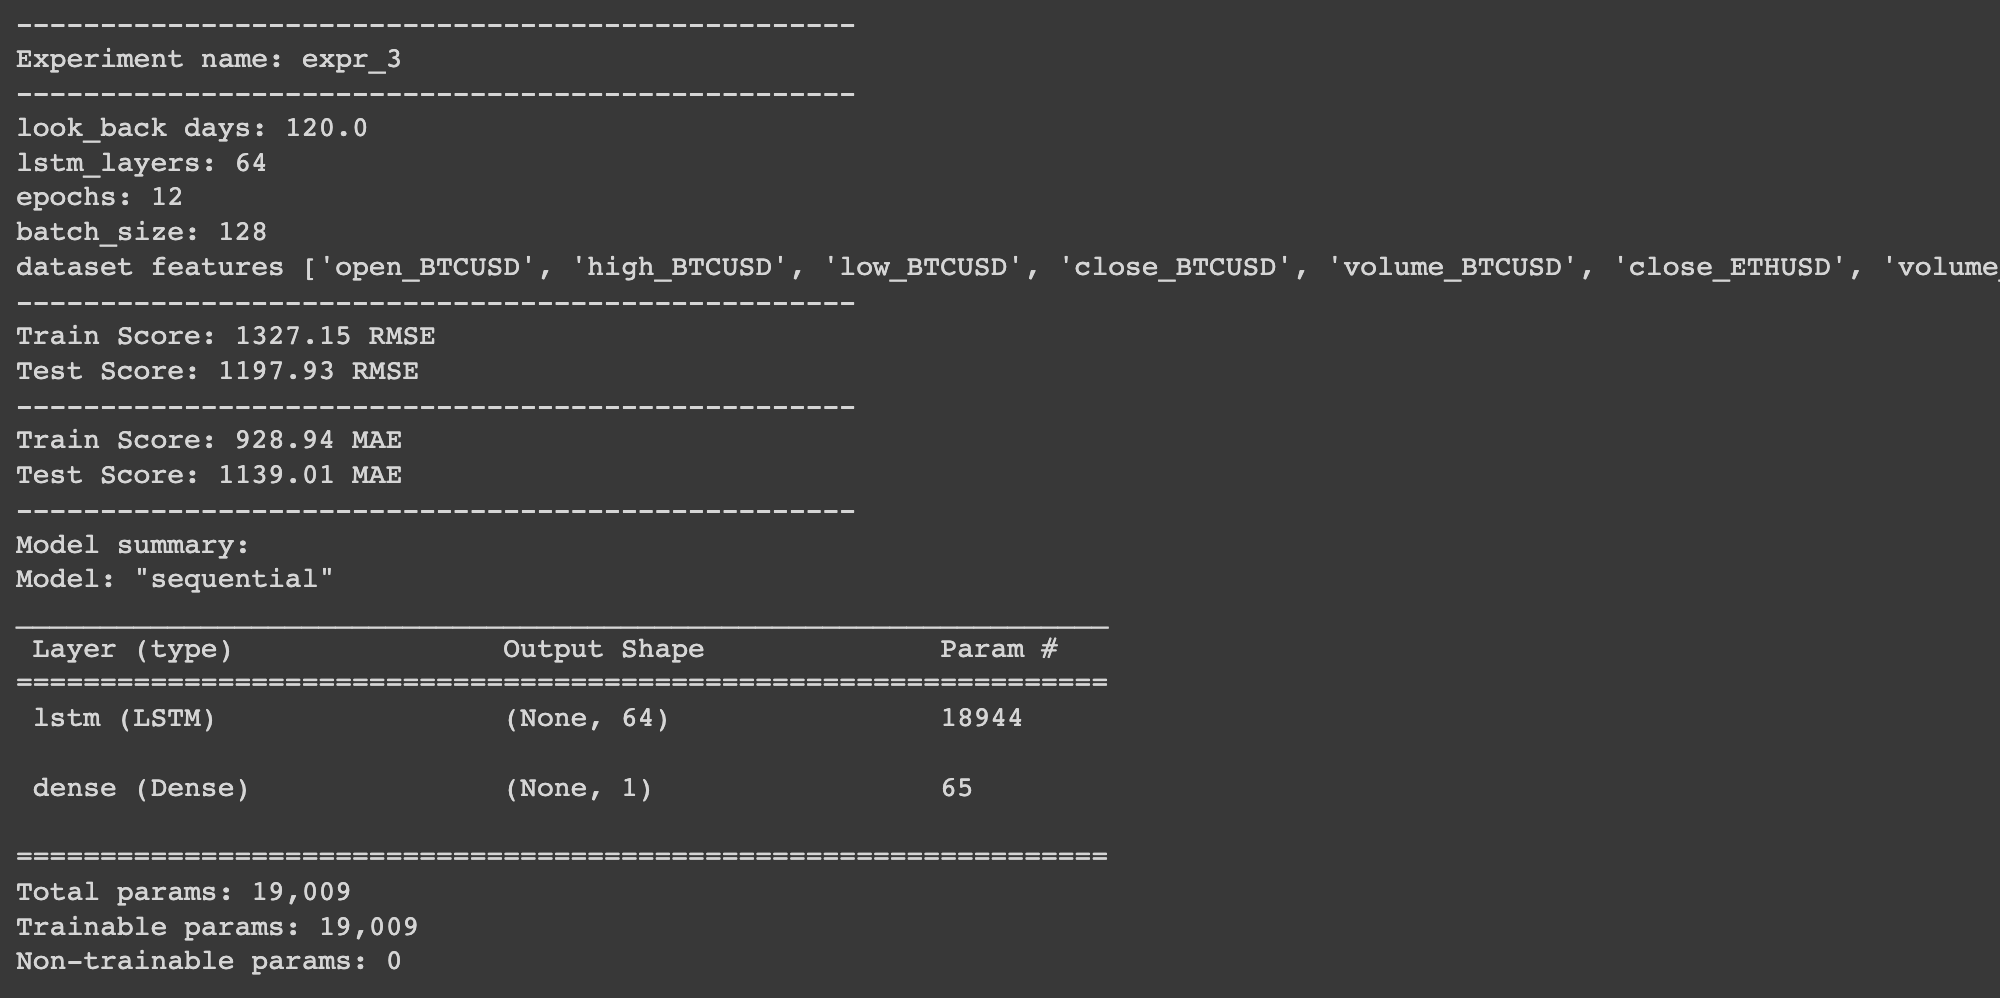 --------------------------------------------------
Experiment name: expr_3
--------------------------------------------------
look_back days: 120.0
lstm_layers: 64
epochs: 12
batch_size: 128
dataset features ['open_BTCUSD', 'high_BTCUSD', 'low_BTCUSD', 'close_BTCUSD', 'volume_BTCUSD', 'close_ETHUSD', 'volume_
--------------------------------------------------
Train Score: 1327.15 RMSE
Test Score: 1197.93 RMSE
--------------------------------------------------
Train Score: 928.94 MAE
Test Score: 1139.01 MAE
--------------------------------------------------
Model summary:
Model: "sequential"
_________________________________________________________________
Layer (type) Output Shape Param #
=================================================================
lstm (LSTM) (None, 64) 18944
dense (Dense) (None, 1) 65
=================================================================
Total params: 19,009
Trainable params: 19,009
Non-trainable params: 0